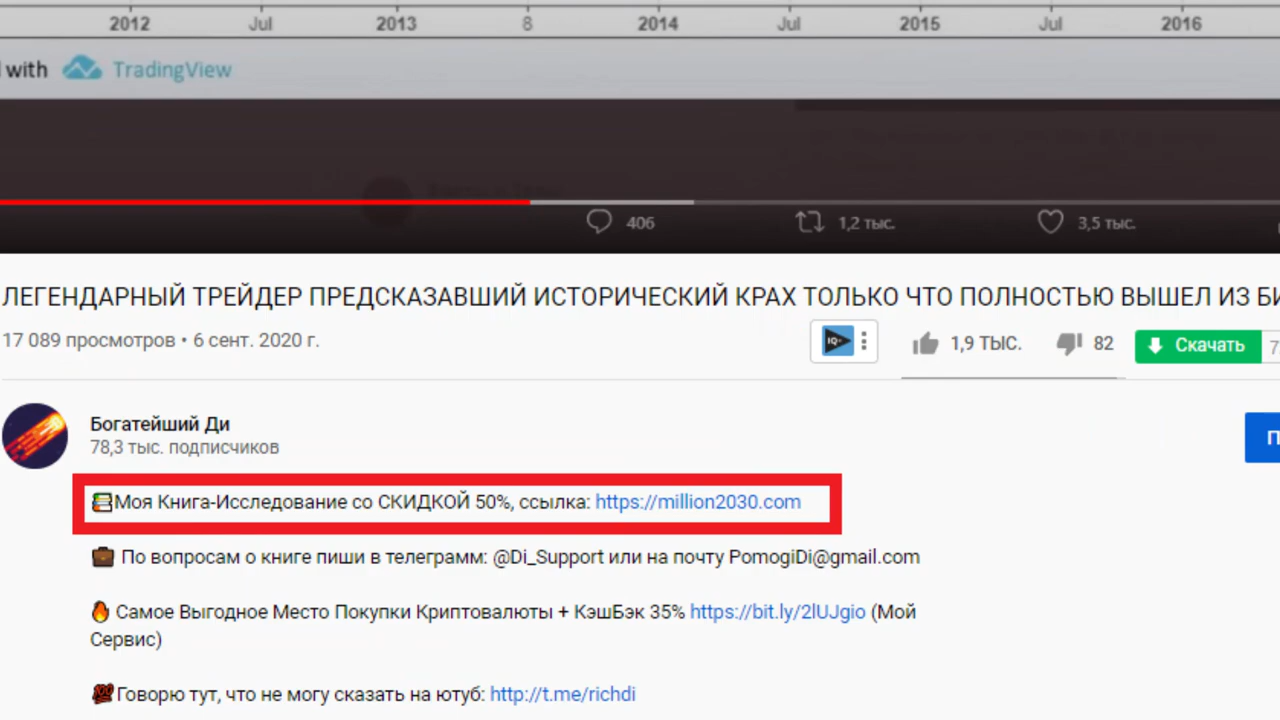 2012 Jul 2013 8 2014 Jul 2015 Jul 2016
with TradingView
406 1,2 тыс. 3,5 тыс.
ЛЕГЕНДАРНЫЙ ТРЕЙДЕР ПРЕДСКАЗАВШИЙ ИСТОРИЧЕСКИЙ КРАХ ТОЛЬКО ЧТО ПОЛНОСТЬЮ ВЫШЕЛ ИЗ
17 089 просмотров • 6 сент. 2020 г. IQ+ 1,9 ТЫС. 82 Скачать
Богатейший Ди
78,3 тыс. подписчиков
Моя Книга-Исследование со СКИДКОЙ 50%, ссылка: https://million2030.com
По вопросам о книге пиши в телеграмм: @Di_Support или на почту PomogiDi@gmail.com
Самое Выгодное Место Покупки Криптовалюты + КэшБэк 35% https://bit.ly/2lUJgio (Мой
Сервис)
Говорю тут, что не могу сказать на ютуб: http://t.me/richdi